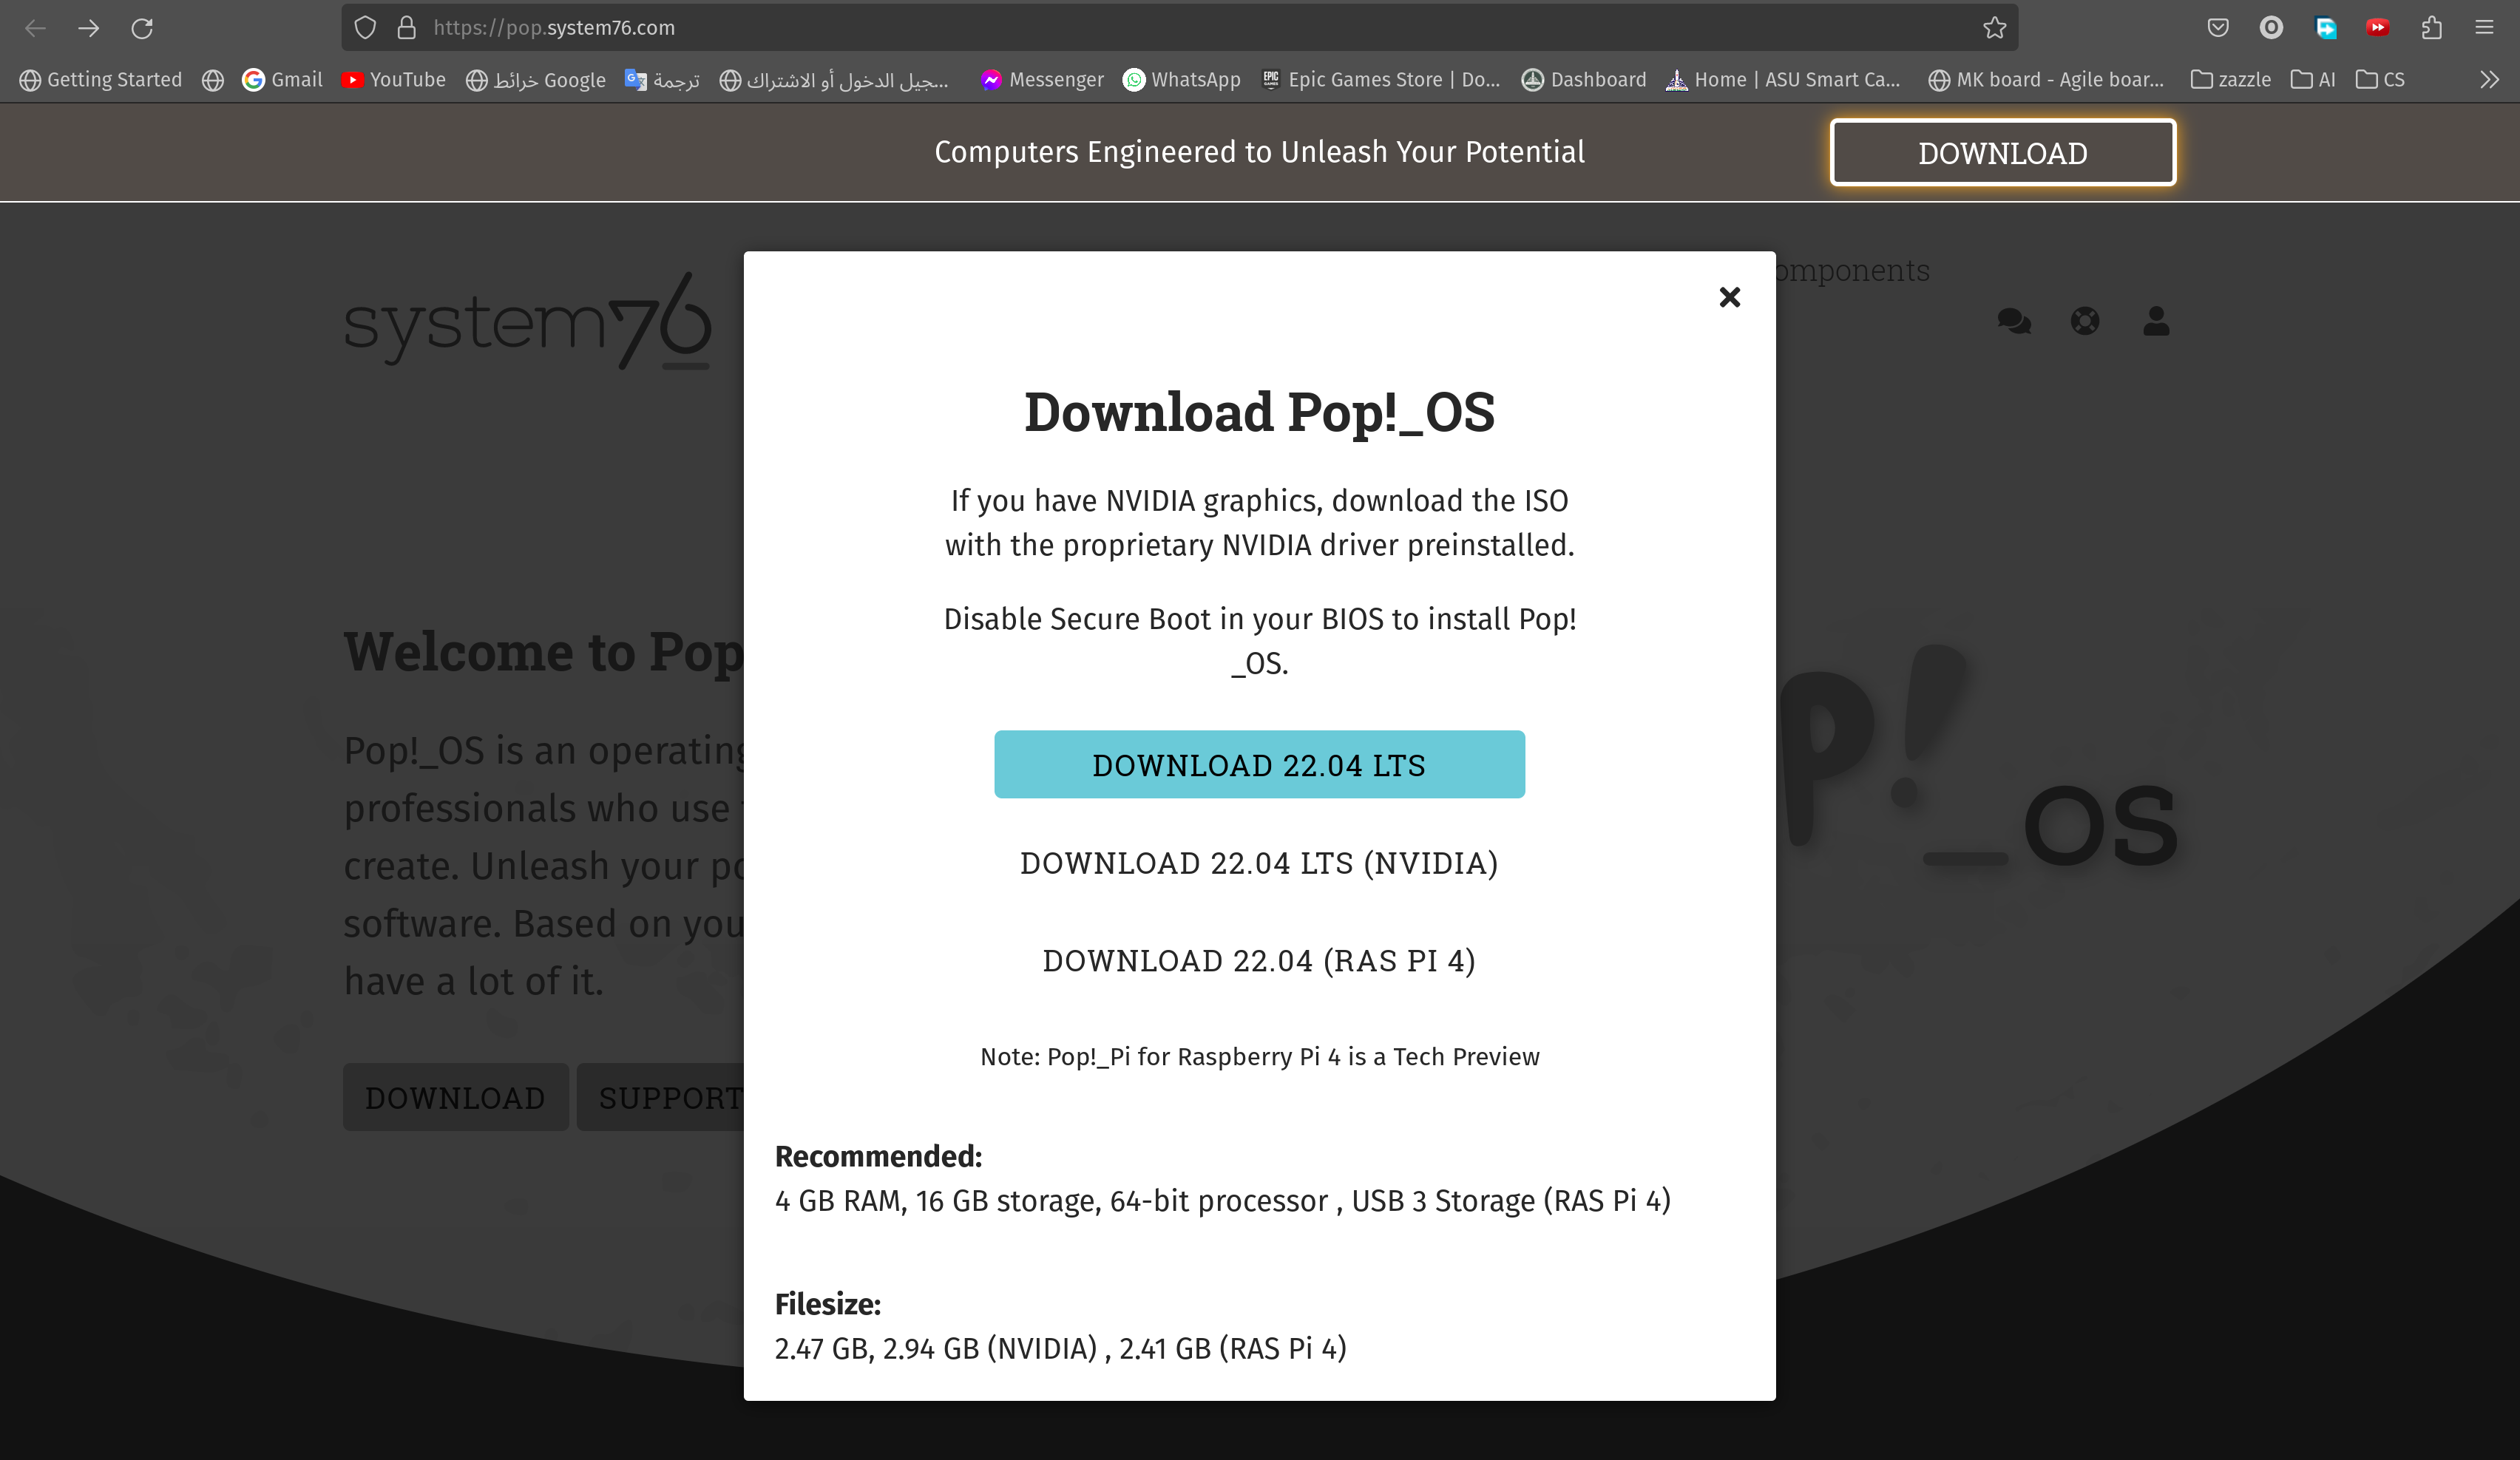 https://pop.system76.com
Getting Started
Gmail
YouTube
خرائط Google
ترجمة
جيل الدخول أو الاشتراك...
Messenger
WhatsApp
Epic Games Store | Do...
Dashboard
Home | ASU Smart Ca...
MK board - Agile boar...
zazzle
AI
CS
Computers Engineered to Unleash Your Potential
DOWNLOAD
system76
omponents
Download Pop!_OS
If you have NVIDIA graphics, download the ISO
with the proprietary NVIDIA driver preinstalled.
Disable Secure Boot in your BIOS to install Pop!
_OS.
DOWNLOAD 22.04 LTS
DOWNLOAD 22.04 LTS (NVIDIA)
DOWNLOAD 22.04 (RAS PI 4)
Note: Pop!_Pi for Raspberry Pi 4 is a Tech Preview
Recommended:
4 GB RAM, 16 GB storage, 64-bit processor , USB 3 Storage (RAS Pi 4)
Filesize:
2.47 GB, 2.94 GB (NVIDIA) , 2.41 GB (RAS Pi 4)
Welcome to Pop
Pop!_OS is an operating
professionals who use
create. Unleash your po
software. Based on you
have a lot of it.
DOWNLOAD
SUPPORT
P!_OS